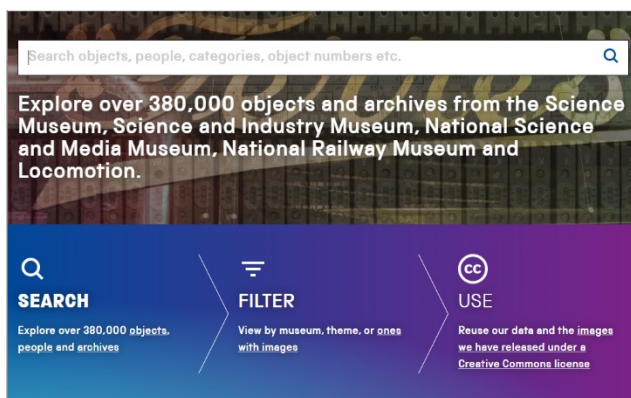 Search objects, people, categories, object numbers etc.
Explore over 380,000 objects and archives from the Science
Museum, Science and Industry Museum, National Science
and Media Museum, National Railway Museum and
Locomotion.
SEARCH
Explore over 380,000 objects,
people and archives
FILTER
View by museum, theme, or ones
with images
cc
USE
Reuse our data and the images
we have released under a
Creative Commons license